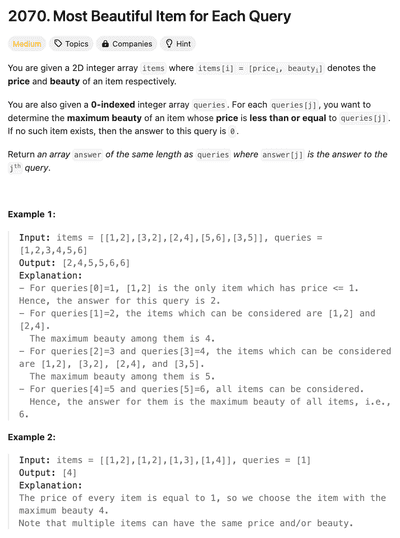 2070. Most Beautiful Item for Each Query
Medium Topics Companies Hint
You are given a 2D integer array items where items[i] = [priceᵢ, beautyᵢ] denotes the
price and beauty of an item respectively.
You are also given a 0-indexed integer array queries. For each queries[j], you want to
determine the maximum beauty of an item whose price is less than or equal to queries[j].
If no such item exists, then the answer to this query is 0.
Return an array answer of the same length as queries where answer[j] is the answer to the
jᵗʰ query.
Example 1:
Input: items = [[1,2],[3,2],[2,4],[5,6],[3,5]], queries =
[1,2,3,4,5,6]
Output: [2,4,5,5,6,6]
Explanation:
- For queries[0]=1, [1,2] is the only item which has price <= 1.
Hence, the answer for this query is 2.
- For queries[1]=2, the items which can be considered are [1,2] and
[2,4].
The maximum beauty among them is 4.
- For queries[2]=3 and queries[3]=4, the items which can be considered
are [1,2], [3,2], [2,4], and [3,5].
The maximum beauty among them is 5.
- For queries[4]=5 and queries[5]=6, all items can be considered.
Hence, the answer for them is the maximum beauty of all items, i.e.,
6.
Example 2:
Input: items = [[1,2],[1,2],[1,3],[1,4]], queries = [1]
Output: [4]
Explanation:
The price of every item is equal to 1, so we choose the item with the
maximum beauty 4.
Note that multiple items can have the same price and/or beauty.